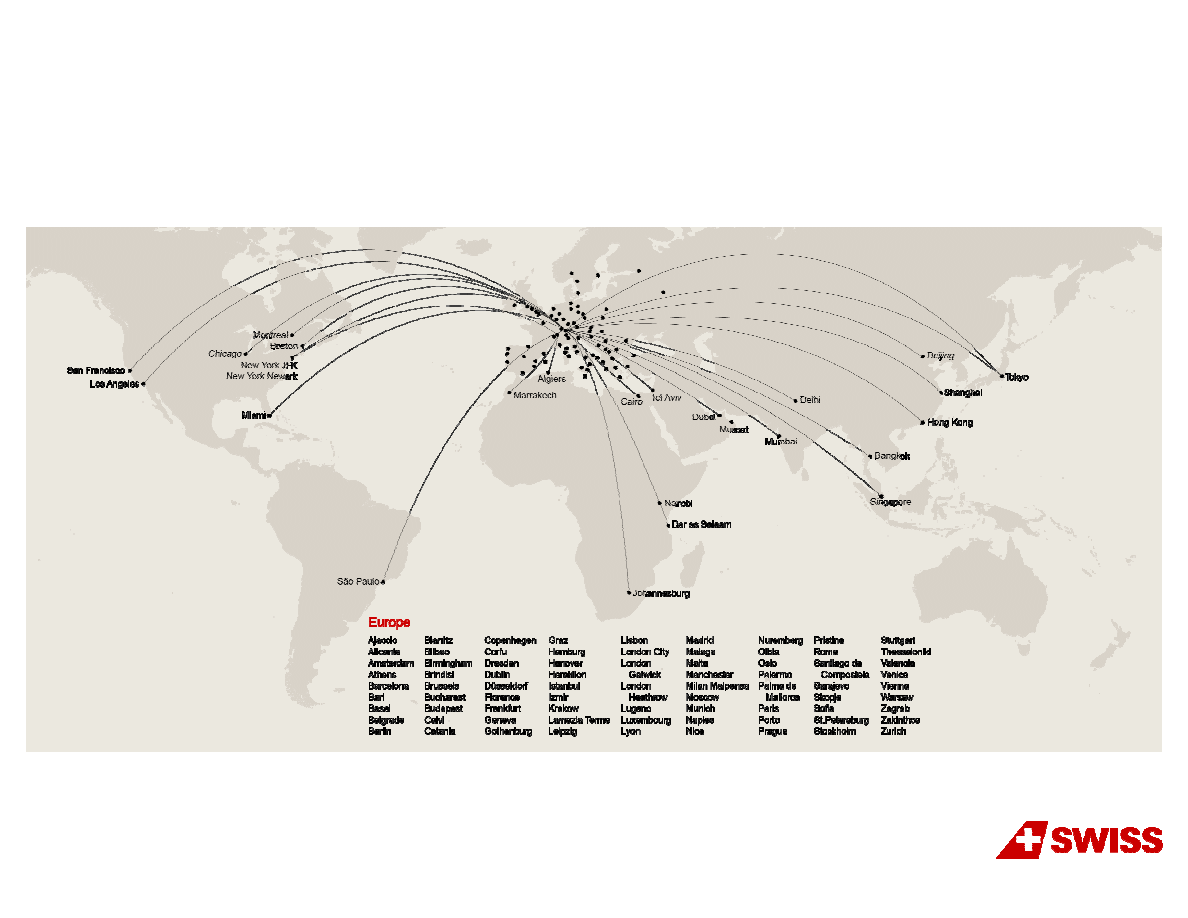 Montreal
Boston
Chicago
New York JFK
New York Newark
San Francisco
Los Angeles
Miami
Algiers
Marrakech
Cairo
Tel Aviv
Dubai
Muscat
Delhi
Mumbai
Beijing
Tokyo
Shanghai
Hong Kong
Bangkok
Singapore
Nairobi
Dar es Salaam
São Paulo
Johannesburg
Europe
Ajaccio Biarritz Copenhagen Graz Lisbon Madrid Nuremberg Pristina Stuttgart
Alicante Bilbao Corfu Hamburg London City Malaga Olbia Rome Thessaloniki
Amsterdam Birmingham Dresden Hanover London Malta Oslo Santiago de Valencia
Athens Brindisi Dublin Heraklion Gatwick Manchester Palermo Compostela Venice
Barcelona Brussels Düsseldorf Istanbul London Milan Malpensa Palma de Sarajevo Vienna
Bari Bucharest Florence Izmir Heathrow Moscow Mallorca Skopje Warsaw
Basel Budapest Frankfurt Krakow Lugano Munich Paris Sofia Zagreb
Belgrade Calvi Geneva Lamezia Terme Luxembourg Naples Porto St.Petersburg Zakinthos
Berlin Catania Gothenburg Leipzig Lyon Nice Prague Stockholm Zurich
SWISS